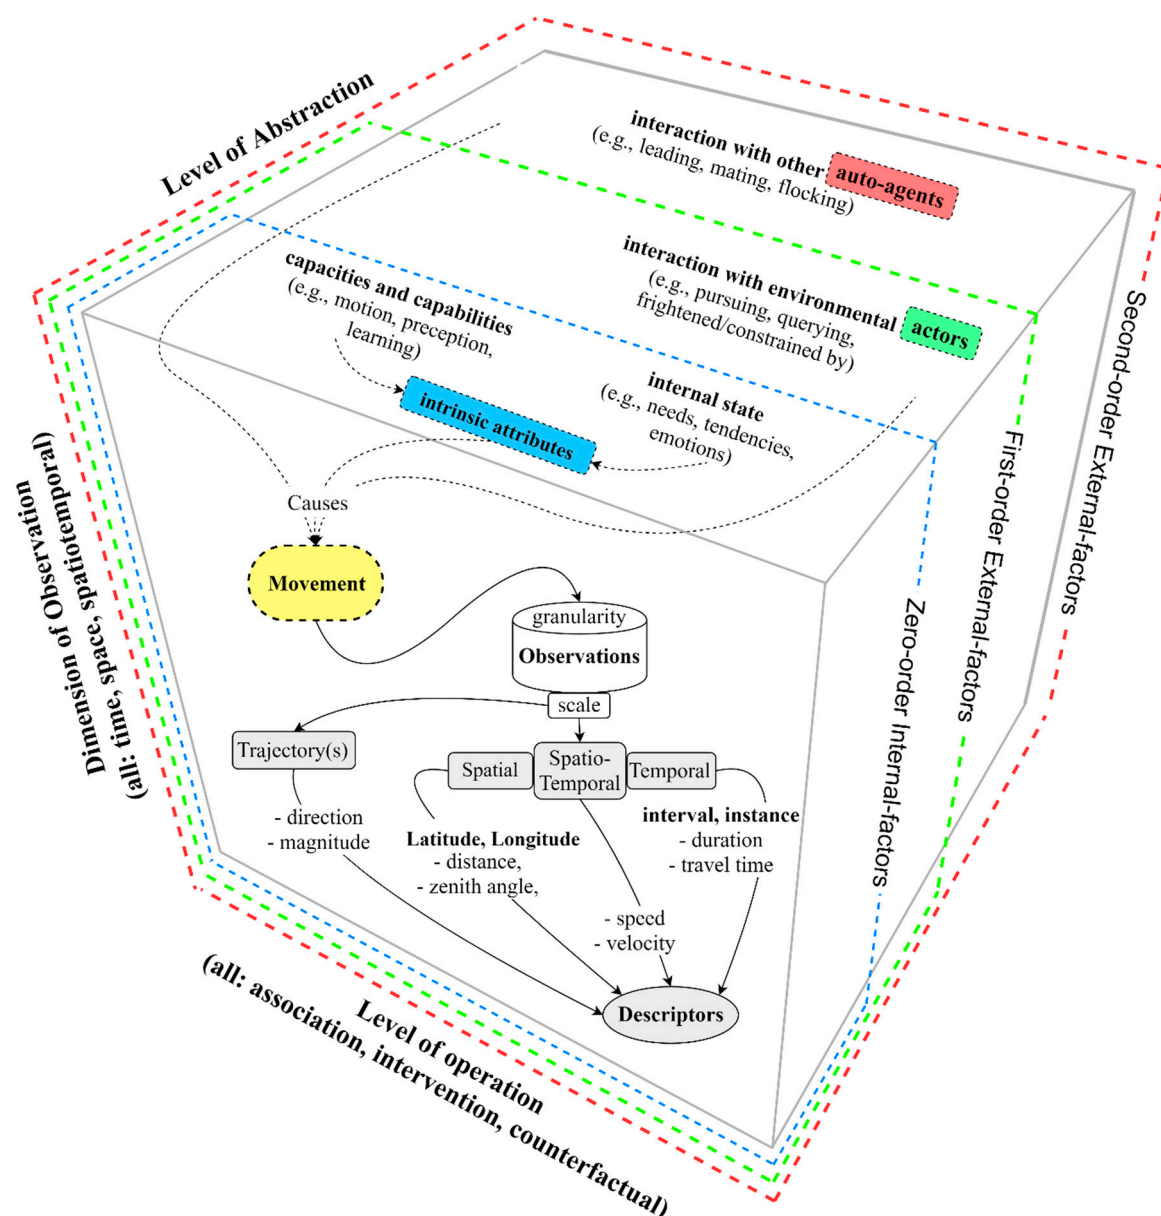 Level of Abstraction
interaction with other auto-agents
(e.g., leading, mating, flocking)
interaction with environmental actors
(e.g., pursuing, querying,
frightened/constrained by)
capacities and capabilities
(e.g., motion, preception,
learning)
internal state
(e.g., needs, tendencies,
emotions)
intrinsic attributes
Causes
Movement
granularity
Observations
scale
Trajectory(s)
Spatial
Spatio-
Temporal
Temporal
- direction
- magnitude
Latitude, Longitude
- distance,
- zenith angle,
interval, instance
- duration
- travel time
- speed
- velocity
Descriptors
Zero-order Internal-factors
First-order External-factors
Second-order External-factors
Dimension of Observation
(all: time, space, spatiotemporal)
Level of operation
(all: association, intervention, counterfactual)